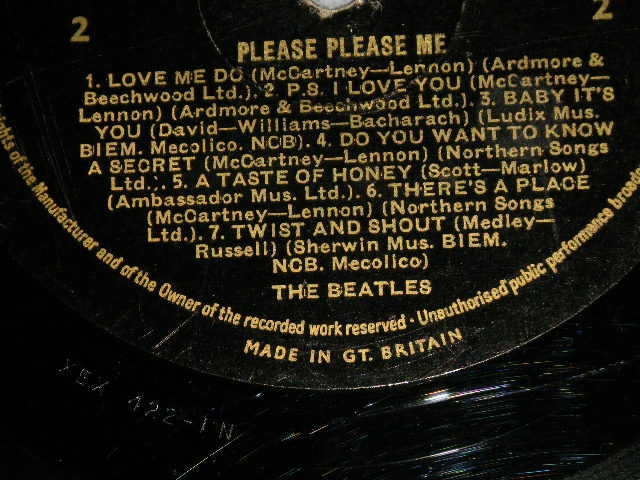 2
2
PLEASE PLEASE ME
1. LOVE ME DO (McCartney—Lennon) (Ardmore &
Beechwood Ltd.). 2. P.S. I LOVE YOU (McCartney—
Lennon) (Ardmore & Beechwood Ltd.). 3. BABY IT'S
YOU (David—Williams—Bacharach) (Ludix Mus.
BIEM. Mecolico. NCB). 4. DO YOU WANT TO KNOW
A SECRET (McCartney—Lennon) (Northern Songs
Ltd.). 5. A TASTE OF HONEY (Scott—Marlow)
(Ambassador Mus. Ltd.). 6. THERE'S A PLACE
(McCartney—Lennon) (Northern Songs
Ltd.). 7. TWIST AND SHOUT (Medley—
Russell) (Sherwin Mus. BIEM.
NCB. Mecolico)
THE BEATLES
of the Manufacturer and of the Owner of the recorded work reserved · Unauthorised public performance
MADE IN GT. BRITAIN
XEX 422-1N